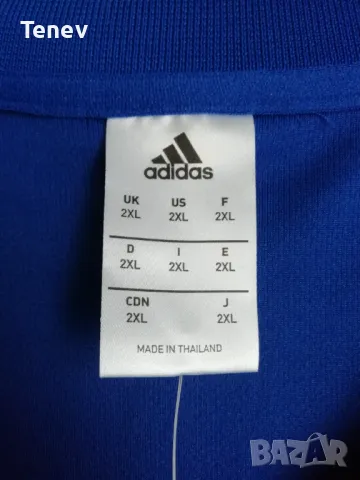 Tenev
adidas
UK US F
2XL 2XL 2XL
D I E
2XL 2XL 2XL
CDN J
2XL 2XL
MADE IN THAILAND
BAZAR